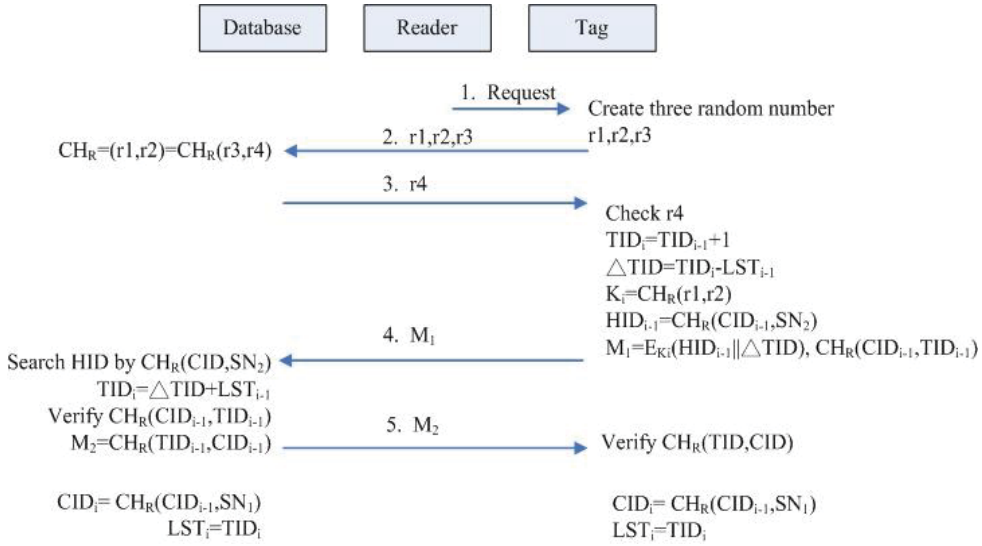 Database
Reader
Tag
1. Request
Create three random number
r1,r2,r3
2. r1,r2,r3
CH_R=(r1,r2)=CH_R(r3,r4)
3. r4
Check r4
TID_i=TID_{i-1}+1
△TID=TID_i-LST_{i-1}
K_i=CH_R(r1,r2)
HID_{i-1}=CH_R(CID_{i-1},SN_2)
4. M_1
M_1=E_{Ki}(HID_{i-1}||△TID), CH_R(CID_{i-1},TID_{i-1})
Search HID by CH_R(CID,SN_2)
TID_i=△TID+LST_{i-1}
Verify CH_R(CID_{i-1},TID_{i-1})
M_2=CH_R(TID_{i-1},CID_{i-1})
5. M_2
Verify CH_R(TID,CID)
CID_i= CH_R(CID_{i-1},SN_1)
LST_i=TID_i
CID_i= CH_R(CID_{i-1},SN_1)
LST_i=TID_i